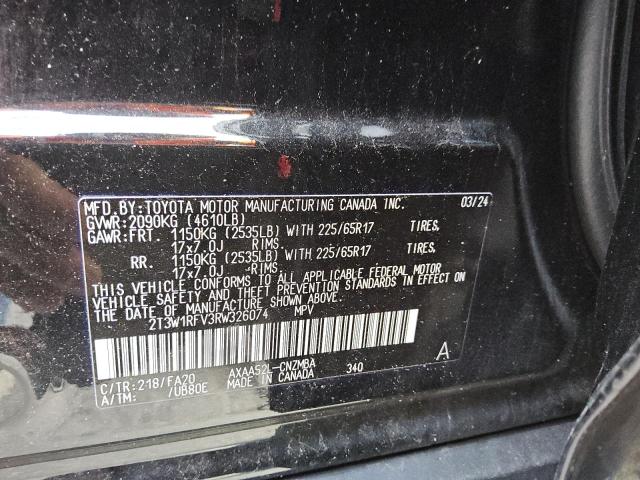 MFD.BY:TOYOTA MOTOR MANUFACTURING CANADA INC. 03/24
GVWR:2090KG (4610LB)
GAWR:FRT. 1150KG (2535LB) WITH 225/65R17 TIRES,
17x7.0J RIMS.
RR. 1150KG (2535LB) WITH 225/65R17 TIRES,
17x7.0J RIMS.
THIS VEHICLE CONFORMS TO ALL APPLICABLE FEDERAL MOTOR
VEHICLE SAFETY AND THEFT PREVENTION STANDARDS IN EFFECT ON
THE DATE OF MANUFACTURE SHOWN ABOVE.
2T3W1RFV3RW326074 MPV
A
C/TR:218/FA20 AXAA52L-CNZMBA 340
A/TM: /UB80E MADE IN CANADA